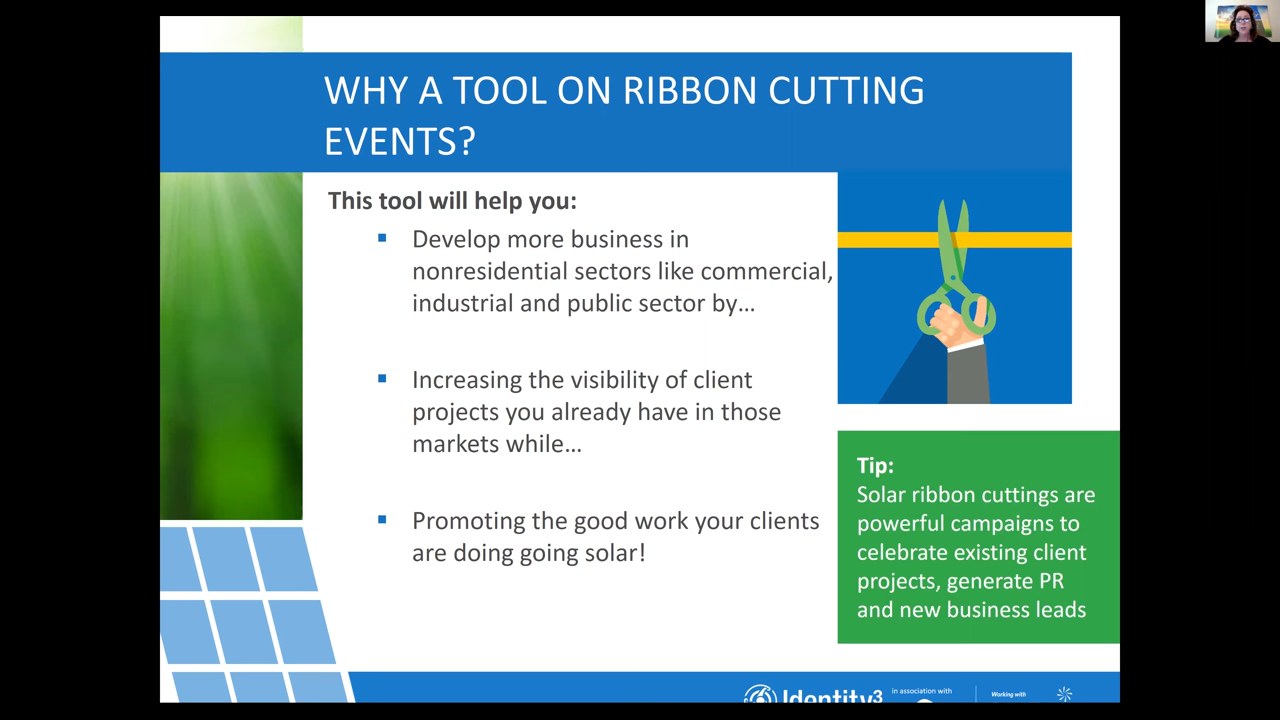 WHY A TOOL ON RIBBON CUTTING
EVENTS?
This tool will help you:
Develop more business in
nonresidential sectors like commercial,
industrial and public sector by…
Increasing the visibility of client
projects you already have in those
markets while…
Promoting the good work your clients
are doing going solar!
Tip:
Solar ribbon cuttings are
powerful campaigns to
celebrate existing client
projects, generate PR
and new business leads
Identity3
in association with
Working with